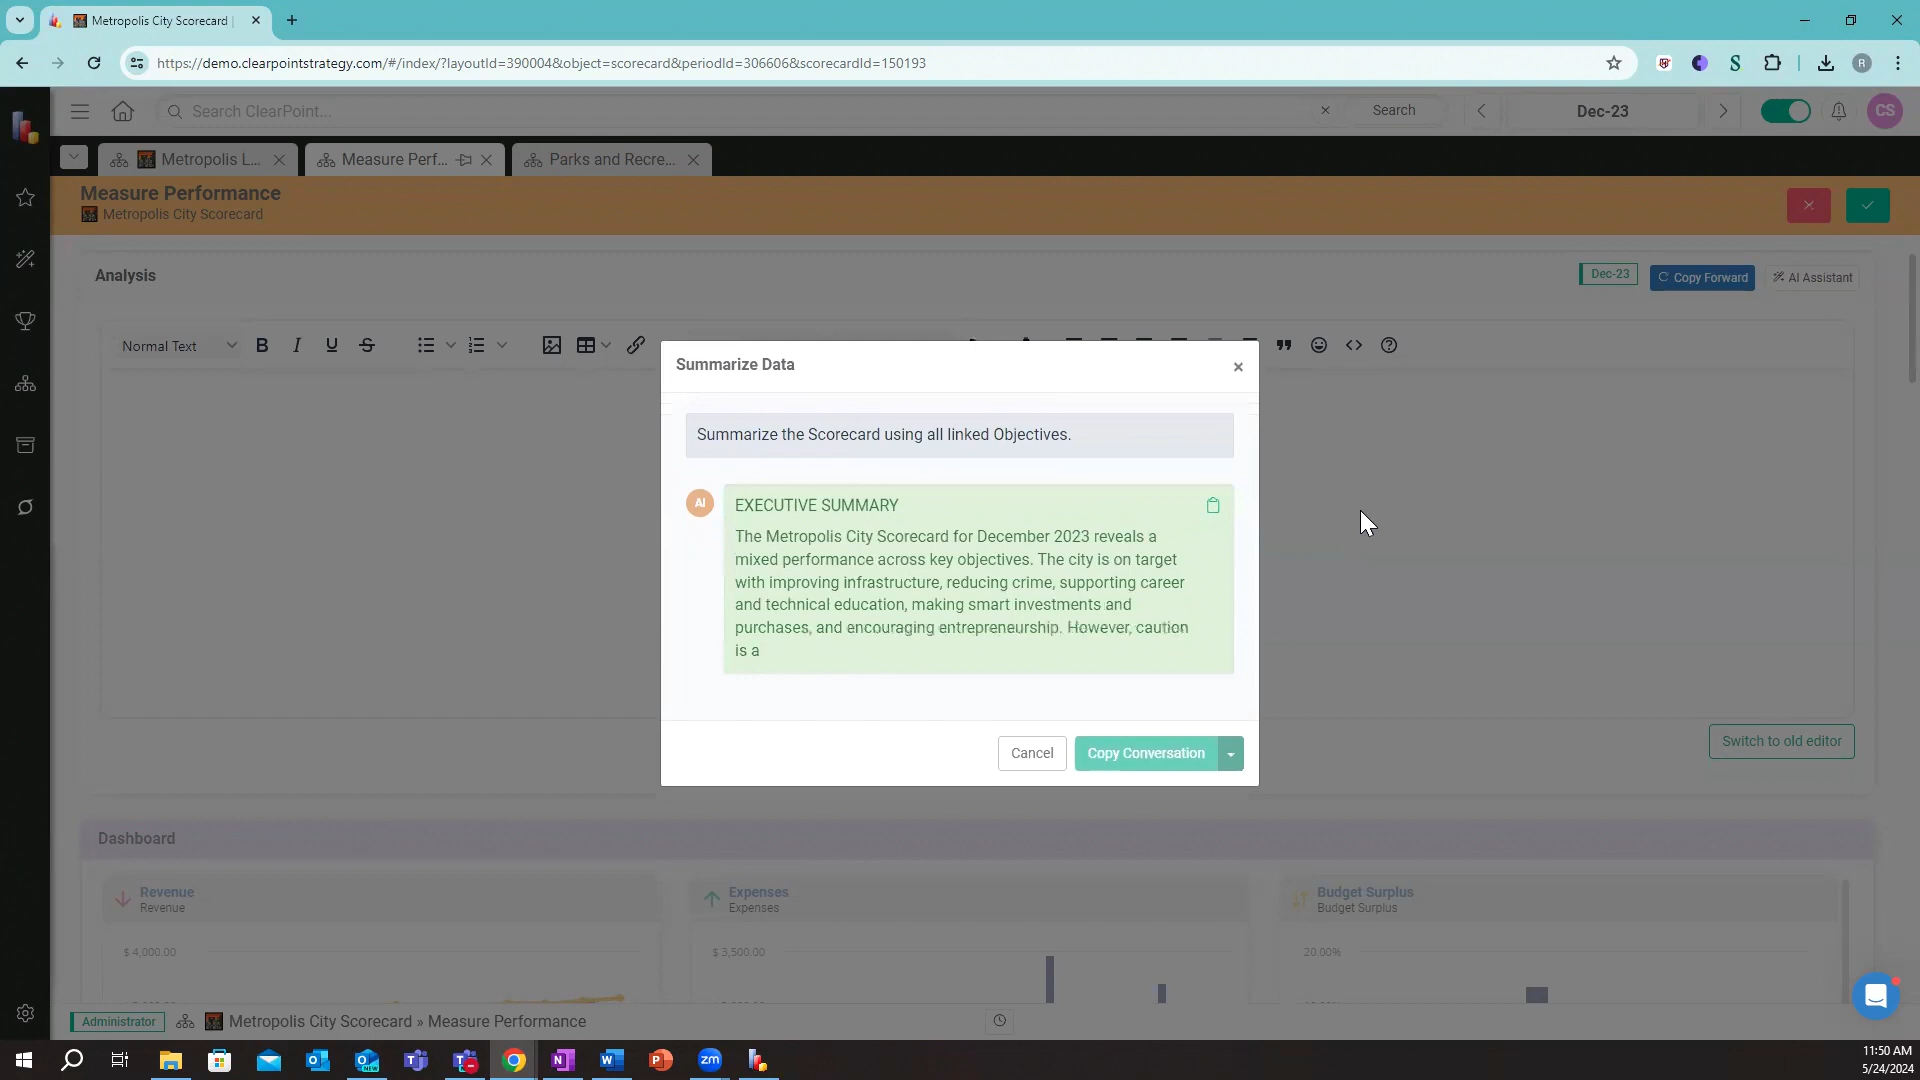 Metropolis City Scorecard |
https://demo.clearpointstrategy.com/#/index/?layoutId=390004&object=scorecard&periodId=306606&scorecardId=150193
R
Search ClearPoint...
Search
Dec-23
CS
Metropolis L...
Measure Perf...
Parks and Recre...
Measure Performance
Metropolis City Scorecard
Analysis
Dec-23
Copy Forward
AI Assistant
Normal Text
B
I
U
S
Summarize Data
Summarize the Scorecard using all linked Objectives.
AI
EXECUTIVE SUMMARY
The Metropolis City Scorecard for December 2023 reveals a
mixed performance across key objectives. The city is on target
with improving infrastructure, reducing crime, supporting career
and technical education, making smart investments and
purchases, and encouraging entrepreneurship. However, caution
is a
Cancel
Copy Conversation
Switch to old editor
Dashboard
Revenue
Revenue
Expenses
Expenses
Budget Surplus
Budget Surplus
$ 4,000.00
$ 3,500.00
20.00%
Administrator
Metropolis City Scorecard » Measure Performance
11:50 AM
5/24/2024